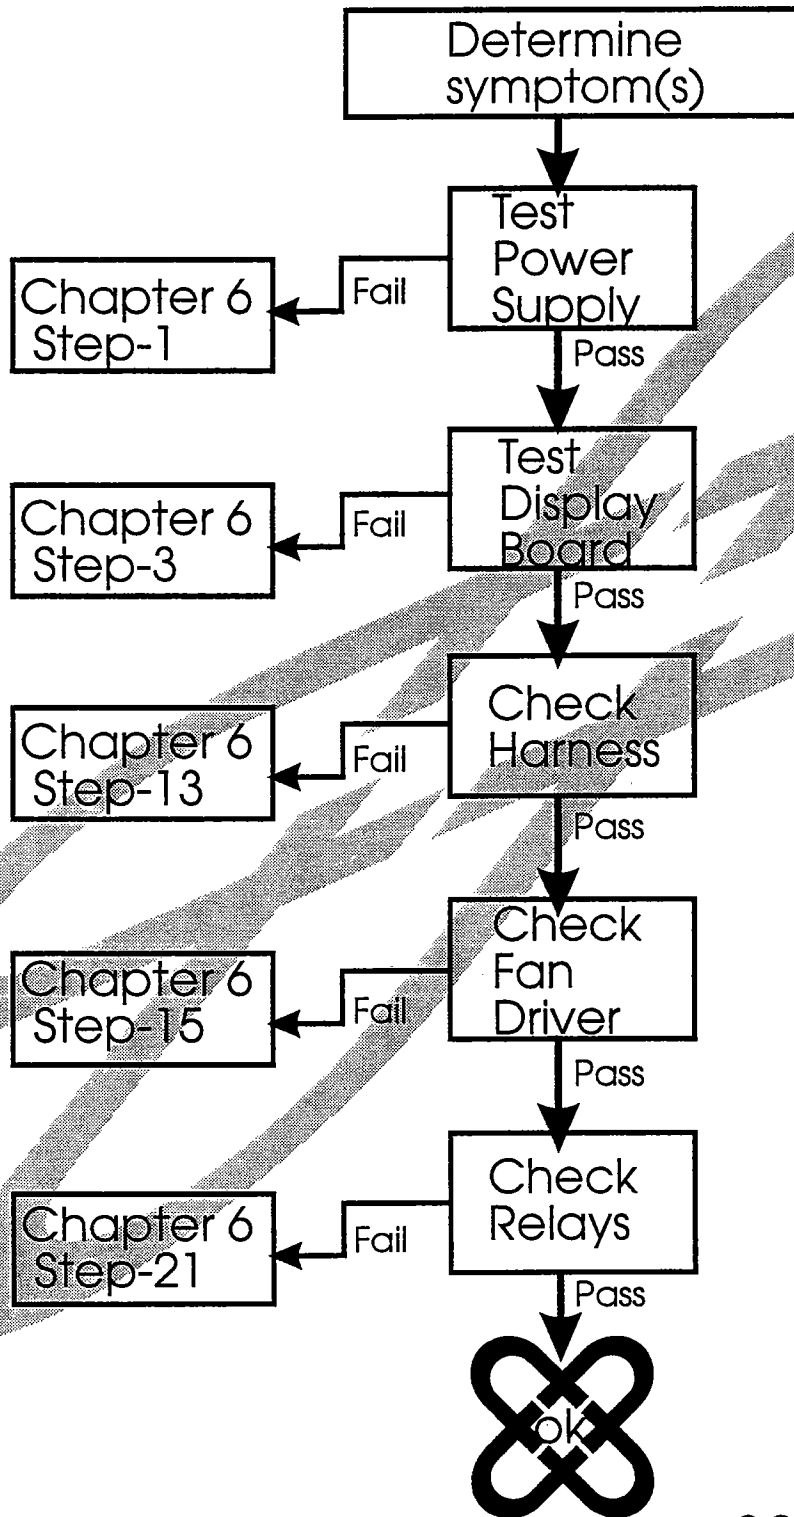 Determine
symptom(s)
Test
Power
Supply
Fail
Chapter 6
Step-1
Pass
Test
Display
Board
Fail
Chapter 6
Step-3
Pass
Check
Harness
Fail
Chapter 6
Step-13
Pass
Check
Fan
Driver
Fail
Chapter 6
Step-15
Pass
Check
Relays
Fail
Chapter 6
Step-21
Pass
ok